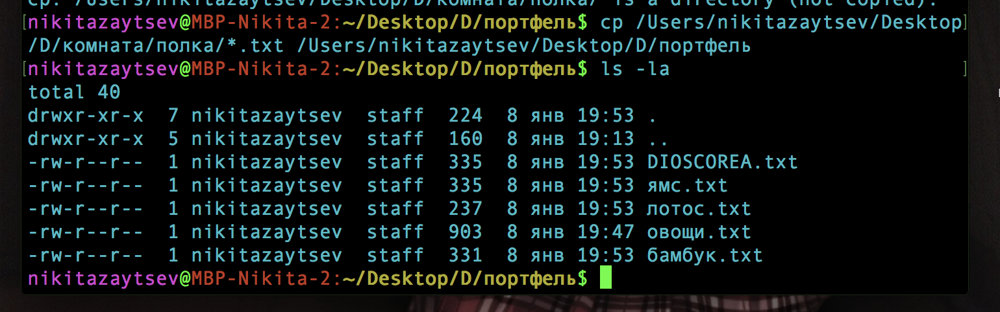 cp: /Users/nikitazaytsev/Desktop/D/комната/полка/ is a directory (not copied).
[nikitazaytsev@MBP-Nikita-2:~/Desktop/D/портфель$ cp /Users/nikitazaytsev/Desktop]
/D/комната/полка/*.txt /Users/nikitazaytsev/Desktop/D/портфель
[nikitazaytsev@MBP-Nikita-2:~/Desktop/D/портфель$ ls -la ]
total 40
drwxr-xr-x  7 nikitazaytsev  staff  224  8 янв 19:53 .
drwxr-xr-x  5 nikitazaytsev  staff  160  8 янв 19:13 ..
-rw-r--r--  1 nikitazaytsev  staff  335  8 янв 19:53 DIOSCOREA.txt
-rw-r--r--  1 nikitazaytsev  staff  335  8 янв 19:53 ямс.txt
-rw-r--r--  1 nikitazaytsev  staff  237  8 янв 19:53 лотос.txt
-rw-r--r--  1 nikitazaytsev  staff  903  8 янв 19:47 овощи.txt
-rw-r--r--  1 nikitazaytsev  staff  331  8 янв 19:53 бамбук.txt
nikitazaytsev@MBP-Nikita-2:~/Desktop/D/портфель$